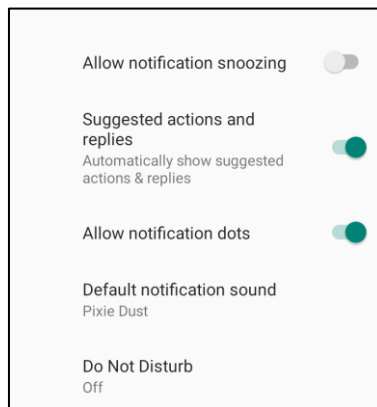 Allow notification snoozing
Suggested actions and
replies
Automatically show suggested
actions & replies
Allow notification dots
Default notification sound
Pixie Dust
Do Not Disturb
Off